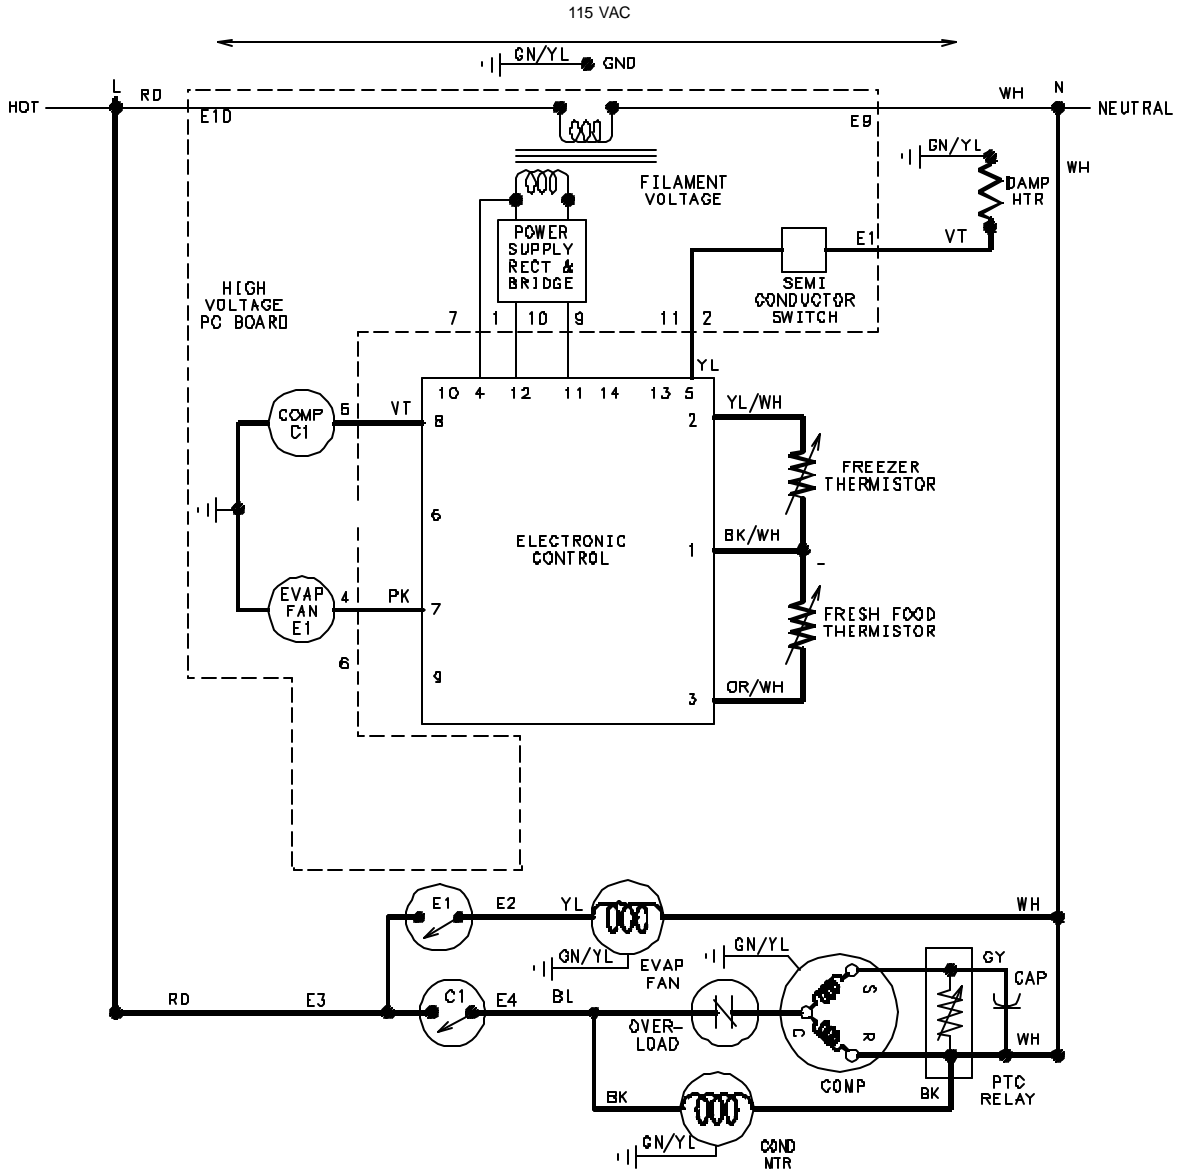 115 VAC
GN/YL GND
L N
HOT RD WH NEUTRAL
E10 E9
GN/YL WH
DAMP
HTR
FILAMENT
VOLTAGE
POWER
SUPPLY
RECT &
BRIDGE
E1 VT
SEMI
CONDUCTOR
SWITCH
HIGH
VOLTAGE
PC BOARD
7 1 10 9 11 2
YL
10 4 12 11 14 13 5
COMP
C1
5 VT 8
2 YL/WH
FREEZER
THERMISTOR
6
ELECTRONIC
CONTROL
1 BK/WH
-
EVAP
FAN
E1
4 PK 7
FRESH FOOD
THERMISTOR
6
9
3 OR/WH
E1 E2 YL WH
GN/YL
EVAP
FAN
GN/YL
GY
CAP
RD E3 C1 E4 BL
OVER-
LOAD
S
C
R
WH
COMP
PTC
RELAY
BK
BK
GN/YL
COND
MTR